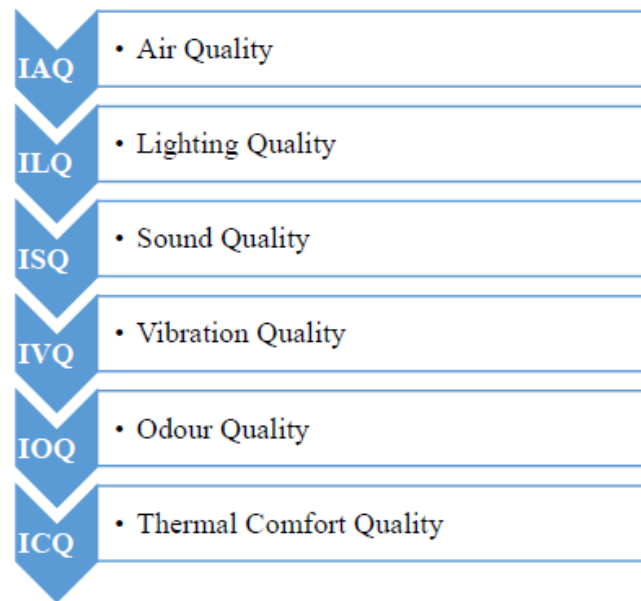 IAQ
• Air Quality
ILQ
• Lighting Quality
ISQ
• Sound Quality
IVQ
• Vibration Quality
IOQ
• Odour Quality
ICQ
• Thermal Comfort Quality